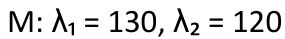 M: λ₁ = 130, λ₂ = 120